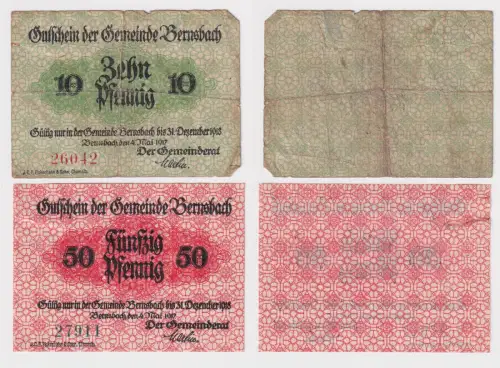 Gutschein der Gemeinde Bernsbach
10 Zehn 10
Pfennig
Gültig nur in der Gemeinde Bernsbach bis 31. Dezember 1918
Bernsbach den 4. Mai 1917
Der Gemeinderat
26042
Gutschein der Gemeinde Bernsbach
50 Fünfzig 50
Pfennig
Gültig nur in der Gemeinde Bernsbach bis 31. Dezember 1918
Bernsbach den 4. Mai 1917
Der Gemeinderat
27911